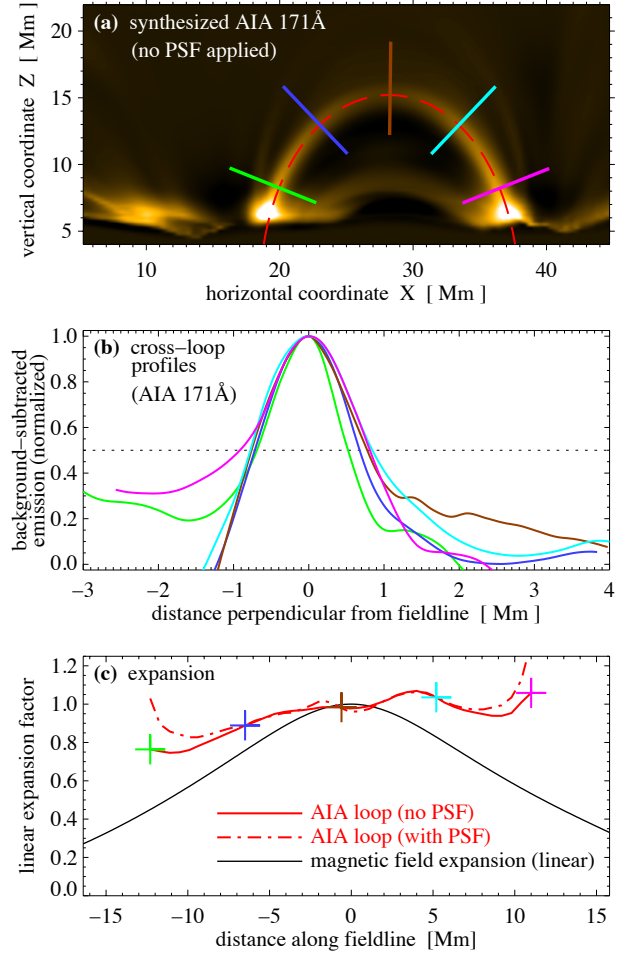 (a) synthesized AIA 171Å
(no PSF applied)
vertical coordinate Z [ Mm ]
20
15
10
5
10 20 30 40
horizontal coordinate X [ Mm ]
(b) cross−loop
profiles
(AIA 171Å)
background−subtracted
emission (normalized)
1.0
0.8
0.6
0.4
0.2
0.0
−3 −2 −1 0 1 2 3 4
distance perpendicular from fieldline [ Mm ]
(c) expansion
linear expansion factor
1.2
1.0
0.8
0.6
0.4
0.2
0.0
AIA loop (no PSF)
AIA loop (with PSF)
magnetic field expansion (linear)
−15 −10 −5 0 5 10 15
distance along fieldline [Mm]